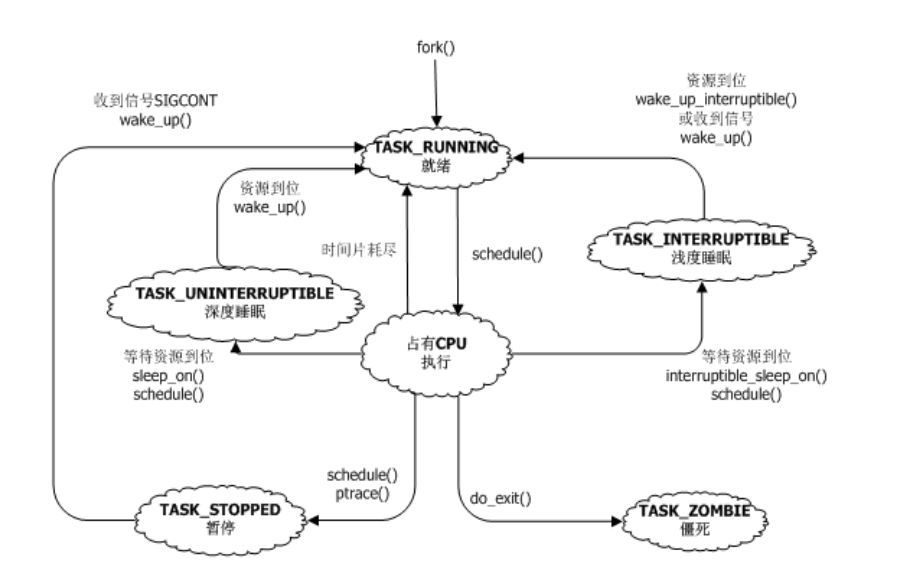 fork()
收到信号SIGCONT
wake_up()
资源到位
wake_up_interruptible()
或收到信号
wake_up()
TASK_RUNNING
就绪
资源到位
wake_up()
时间片耗尽
schedule()
TASK_INTERRUPTIBLE
浅度睡眠
TASK_UNINTERRUPTIBLE
深度睡眠
占有CPU
执行
等待资源到位
sleep_on()
schedule()
等待资源到位
interruptible_sleep_on()
schedule()
schedule()
ptrace()
do_exit()
TASK_STOPPED
暂停
TASK_ZOMBIE
僵死